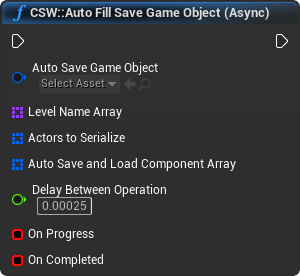 f CSW::Auto Fill Save Game Object (Async)
Auto Save Game Object
Select Asset
Level Name Array
Actors to Serialize
Auto Save and Load Component Array
Delay Between Operation
0.00025
On Progress
On Completed